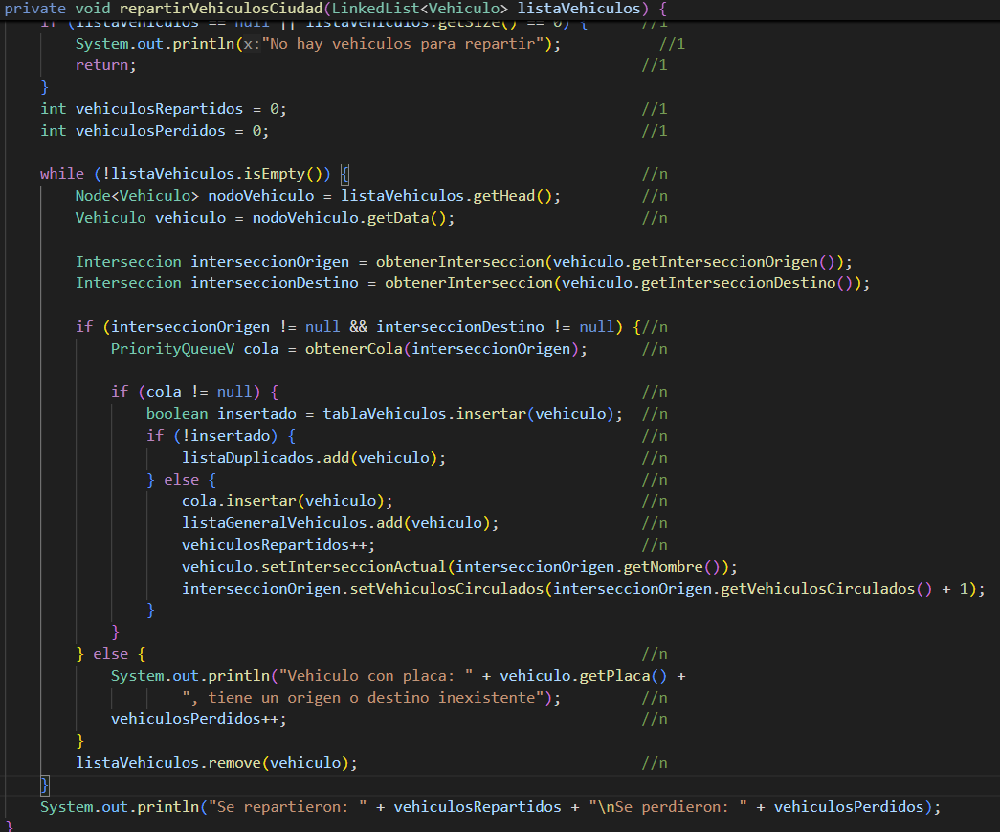 private void repartirVehiculosCiudad(LinkedList<Vehiculo> listaVehiculos) {
if (listaVehiculos == null || listaVehiculos.getSize() == 0) { //1
System.out.println(x:"No hay vehiculos para repartir"); //1
return; //1
}
int vehiculosRepartidos = 0; //1
int vehiculosPerdidos = 0; //1
while (!listaVehiculos.isEmpty()) { //n
Node<Vehiculo> nodoVehiculo = listaVehiculos.getHead(); //n
Vehiculo vehiculo = nodoVehiculo.getData(); //n
Interseccion interseccionOrigen = obtenerInterseccion(vehiculo.getInterseccionOrigen());
Interseccion interseccionDestino = obtenerInterseccion(vehiculo.getInterseccionDestino());
if (interseccionOrigen != null && interseccionDestino != null) {//n
PriorityQueueV cola = obtenerCola(interseccionOrigen); //n
if (cola != null) { //n
boolean insertado = tablaVehiculos.insertar(vehiculo); //n
if (!insertado) { //n
listaDuplicados.add(vehiculo); //n
} else { //n
cola.insertar(vehiculo); //n
listaGeneralVehiculos.add(vehiculo); //n
vehiculosRepartidos++; //n
vehiculo.setInterseccionActual(interseccionOrigen.getNombre());
interseccionOrigen.setVehiculosCirculados(interseccionOrigen.getVehiculosCirculados() + 1);
}
}
} else { //n
System.out.println("Vehiculo con placa: " + vehiculo.getPlaca() +
", tiene un origen o destino inexistente"); //n
vehiculosPerdidos++; //n
}
listaVehiculos.remove(vehiculo); //n
}
System.out.println("Se repartieron: " + vehiculosRepartidos + "\nSe perdieron: " + vehiculosPerdidos);
}